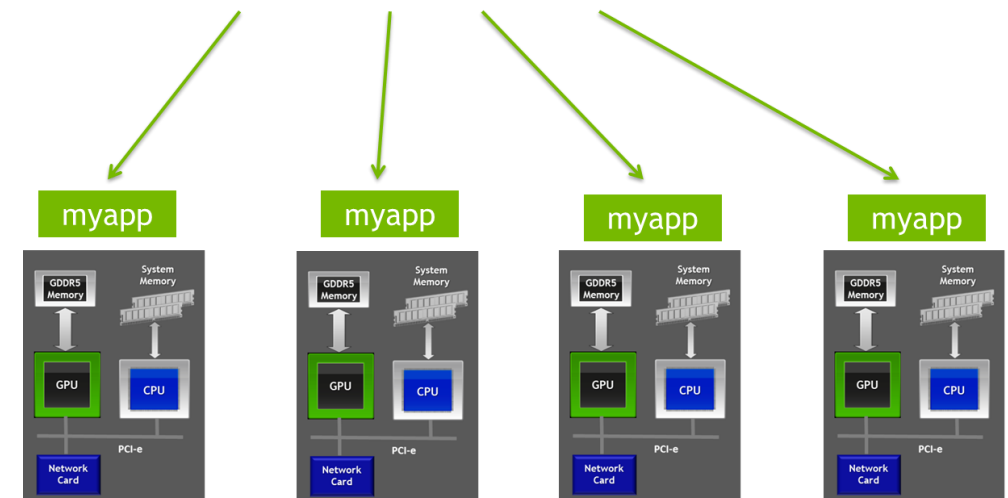 myapp
myapp
myapp
myapp
GDDR5
Memory
System
Memory
GPU
CPU
PCI-e
Network
Card
GDDR5
Memory
System
Memory
GPU
CPU
PCI-e
Network
Card
GDDR5
Memory
System
Memory
GPU
CPU
PCI-e
Network
Card
GDDR5
Memory
System
Memory
GPU
CPU
PCI-e
Network
Card